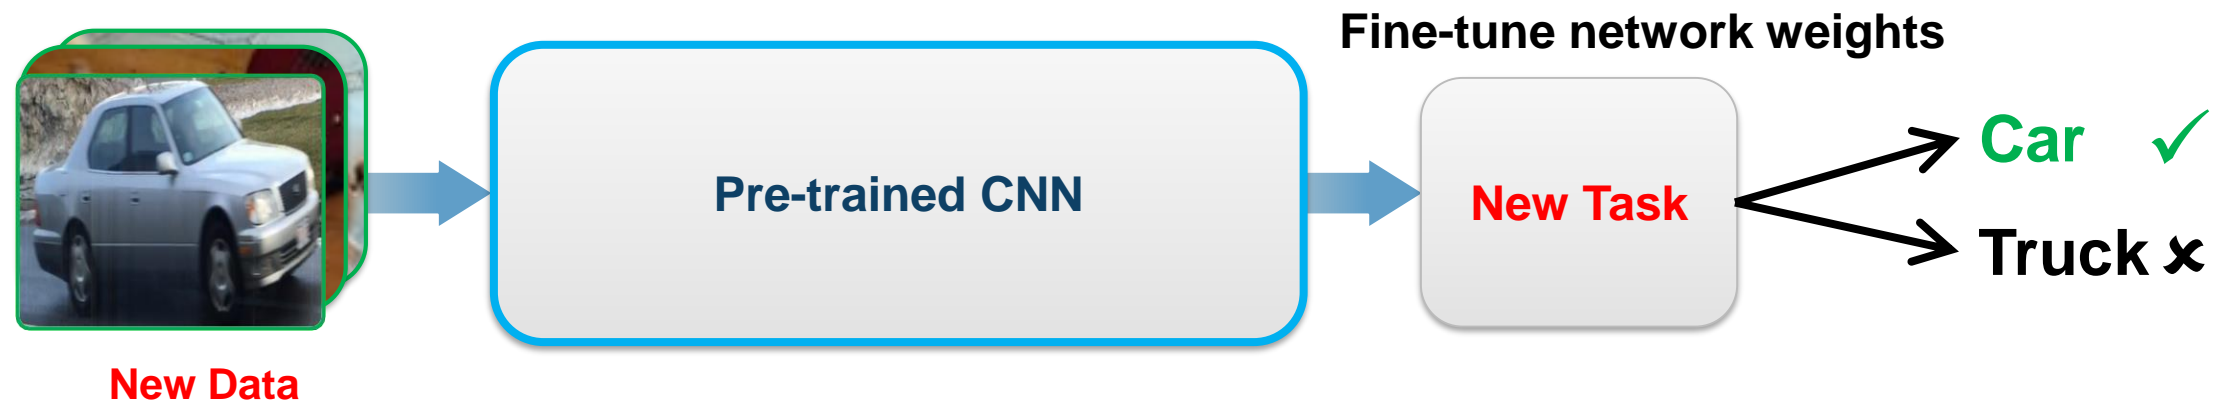 Fine-tune network weights
Pre-trained CNN
New Task
Car ✓
Truck ✘
New Data